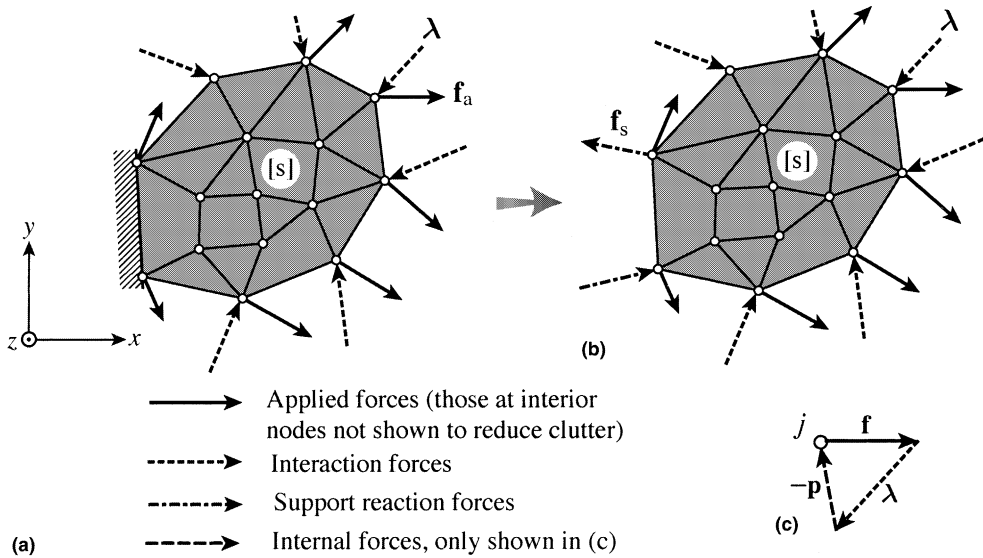 λ
λ
f_a
f_s
[s]
[s]
y
x
z
(b)
Applied forces (those at interior
nodes not shown to reduce clutter)
Interaction forces
Support reaction forces
(a)
Internal forces, only shown in (c)
j
f
−p
λ
(c)